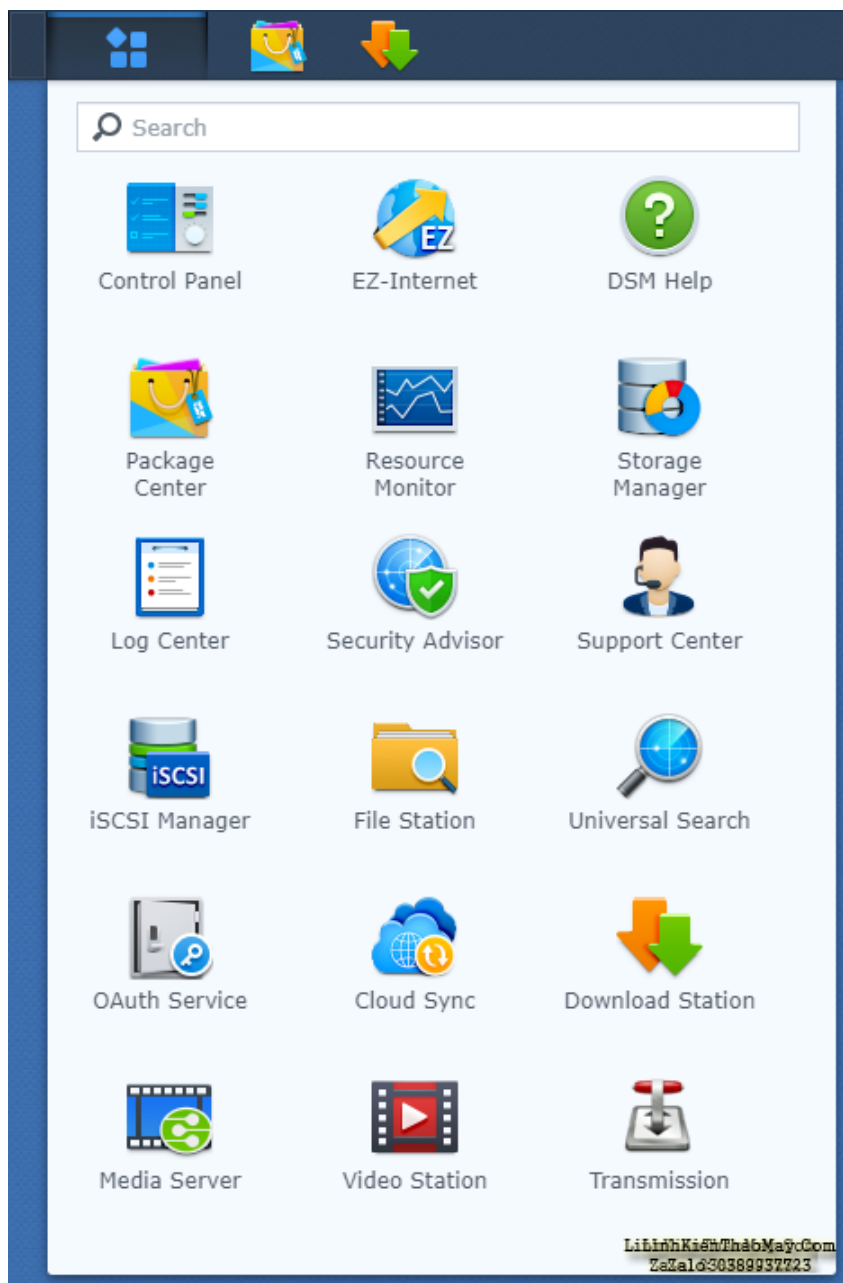 Search
Control Panel
EZ
EZ-Internet
DSM Help
Package
Center
Resource
Monitor
Storage
Manager
Log Center
Security Advisor
Support Center
iSCSI
iSCSI Manager
File Station
Universal Search
OAuth Service
Cloud Sync
Download Station
Media Server
Video Station
Transmission